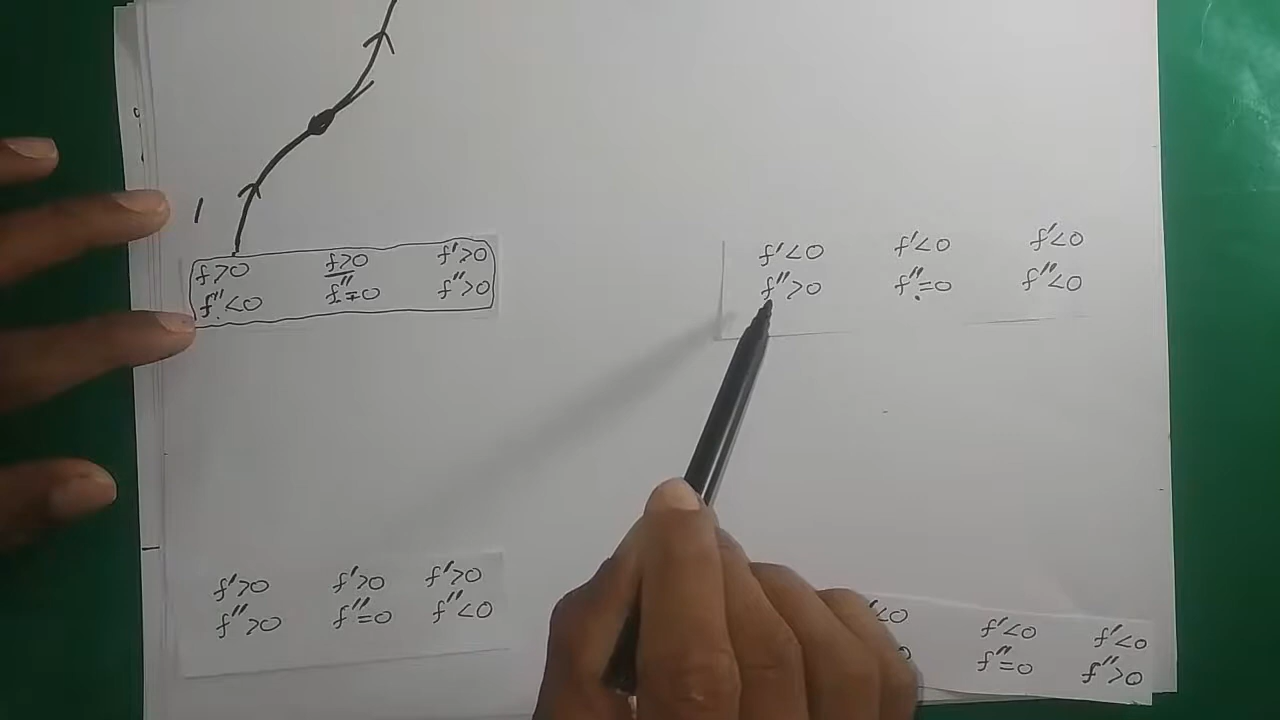 1
f>0 f>0 f'>0
f''<0 f''=0 f''>0
f'<0 f'<0 f'<0
f''>0 f''=0 f''<0
f'>0 f'>0 f'>0
f''>0 f''=0 f''<0
<0 f'<0 f'<0
f''=0 f''>0